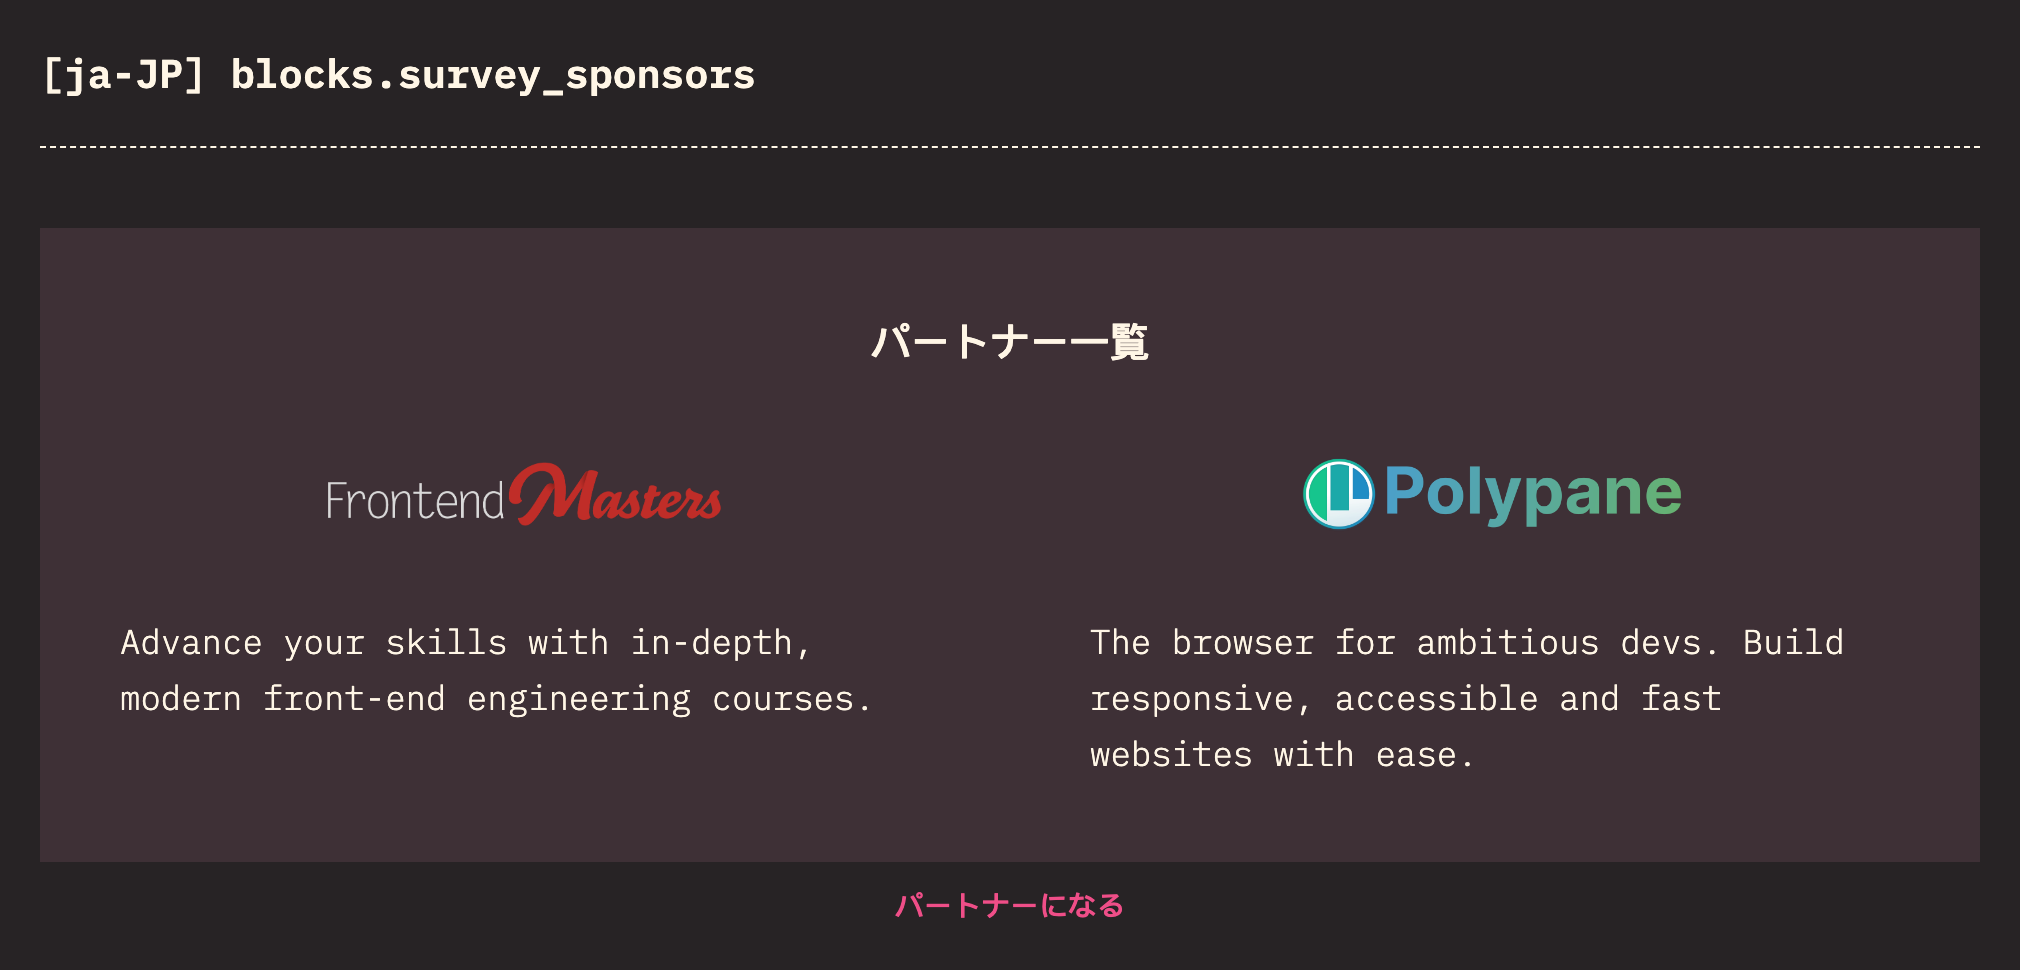 [ja-JP] blocks.survey_sponsors
パートナー一覧
Frontend Masters
Polypane
Advance your skills with in-depth,
modern front-end engineering courses.
The browser for ambitious devs. Build
responsive, accessible and fast
websites with ease.
パートナーになる